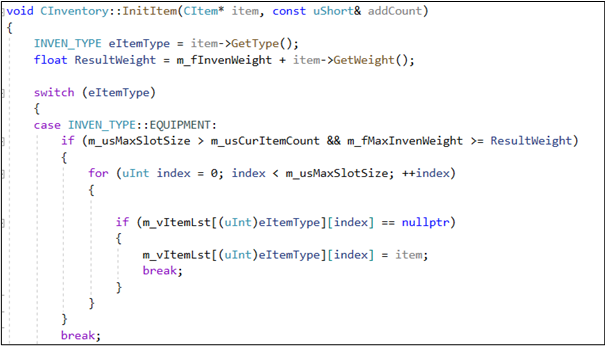 void CInventory::InitItem(CItem* item, const uShort& addCount)
{
    INVEN_TYPE eItemType = item->GetType();
    float ResultWeight = m_fInvenWeight + item->GetWeight();

    switch (eItemType)
    {
    case INVEN_TYPE::EQUIPMENT:
        if (m_usMaxSlotSize > m_usCurItemCount && m_fMaxInvenWeight >= ResultWeight)
        {
            for (uInt index = 0; index < m_usMaxSlotSize; ++index)
            {

                if (m_vItemLst[(uInt)eItemType][index] == nullptr)
                {
                    m_vItemLst[(uInt)eItemType][index] = item;
                    break;
                }
            }
        }
        break;